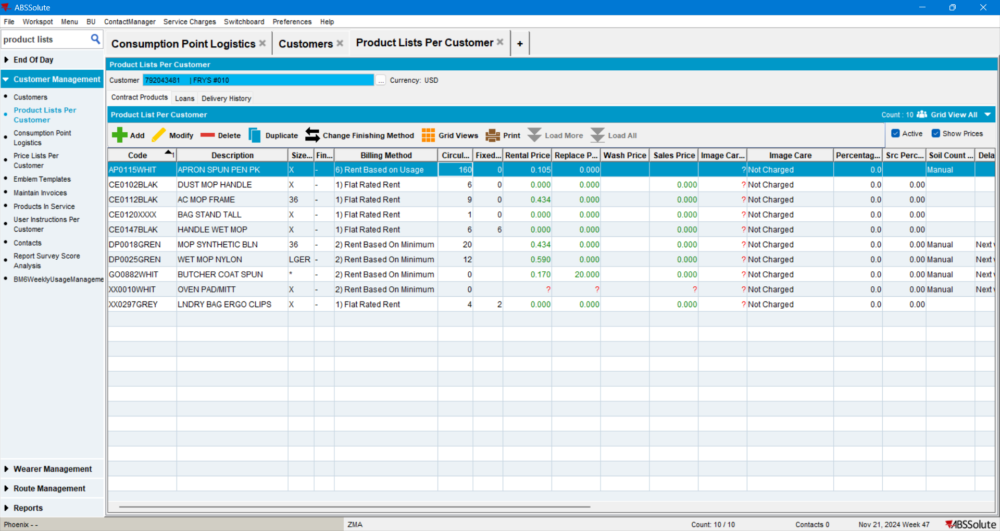 ABSSolute
File Workspot Menu BU ContactManager Service Charges Switchboard Preferences Help
product lists
Consumption Point Logistics
Customers
Product Lists Per Customer
+
End Of Day
Customer Management
Customers
Product Lists Per
Customer
Consumption Point
Logistics
Price Lists Per
Customer
Emblem Templates
Maintain Invoices
Products In Service
User Instructions Per
Customer
Contacts
Report Survey Score
Analysis
BM6WeeklyUsageManageme
Wearer Management
Route Management
Reports
Product Lists Per Customer
Customer 792043481 | FRYS #010 ... Currency: USD
Contract Products Loans Delivery History
Product List Per Customer Count : 10 Grid View All
Add Modify Delete Duplicate Change Finishing Method Grid Views Print Load More Load All Active Show Prices
Code 1 Description Size... Fin... Billing Method Circul... Fixed... Rental Price Replace P... Wash Price Sales Price Image Car... Image Care Percentag... Src Perc... Soil Count ... Dela
AP0115WHIT APRON SPUN PEN PK X - 6) Rent Based on Usage 160 0 0.105 0.000 ? Not Charged 0.0 Manual
CE0102BLAK DUST MOP HANDLE X - 1) Flat Rated Rent 6 0 0.000 0.000 0.000 ? Not Charged 0.0 0.00
CE0112BLAK AC MOP FRAME 36 - 1) Flat Rated Rent 9 0 0.434 0.000 0.000 ? Not Charged 0.0 0.00
CE0120XXXX BAG STAND TALL X - 1) Flat Rated Rent 1 0 0.000 0.000 0.000 ? Not Charged 0.0 0.00
CE0147BLAK HANDLE WET MOP X - 1) Flat Rated Rent 6 6 0.000 0.000 0.000 ? Not Charged 0.0 0.00
DP0018GREN MOP SYNTHETIC BLN 36 - 2) Rent Based On Minimum 20 0.434 0.000 0.000 ? Not Charged 0.0 0.00 Manual Next
DP0025GREN WET MOP NYLON LGER - 2) Rent Based On Minimum 12 0.590 0.000 0.000 ? Not Charged 0.0 0.00 Manual Next
GO0882WHIT BUTCHER COAT SPUN * - 2) Rent Based On Minimum 0 0.170 20.000 0.000 ? Not Charged 0.0 0.00 Manual Next
XX0010WHIT OVEN PAD/MITT X - 2) Rent Based On Minimum 0 ? ? ? ? Not Charged 0.0 0.00 Manual Next
XX0297GREY LNDRY BAG ERGO CLIPS X - 1) Flat Rated Rent 4 2 0.000 0.000 0.000 ? Not Charged 0.0 0.00
Phoenix - - ZMA Count: 10 / 10 Contacts 0 Nov 21, 2024 Week 47 ABSSolute